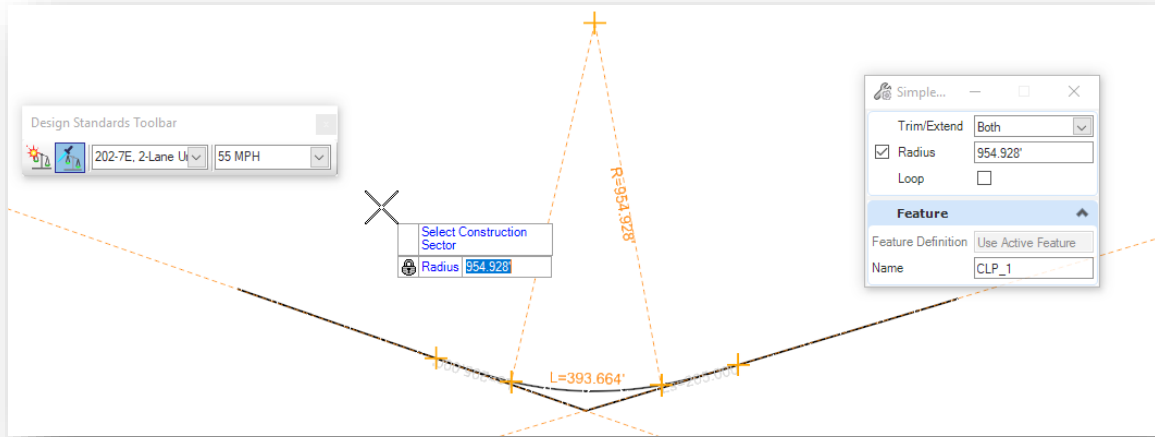 Design Standards Toolbar
202-7E, 2-Lane Ur
55 MPH
Select Construction
Sector
Radius 954.928'
R=954.928'
L=393.664'
Simple...
Trim/Extend Both
Radius 954.928'
Loop
Feature
Feature Definition Use Active Feature
Name CLP_1